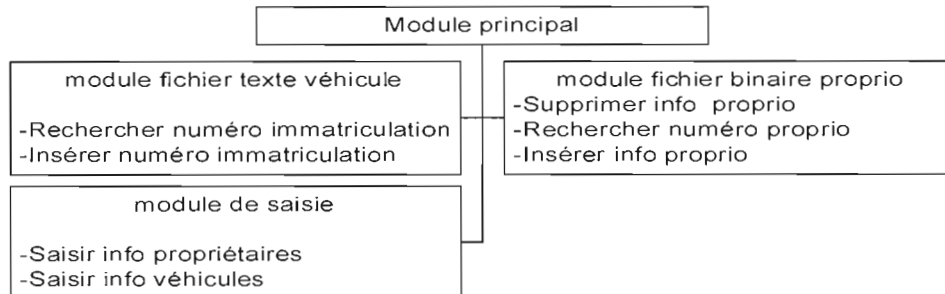 Module principal
module fichier texte véhicule
-Rechercher numéro immatriculation
-Insérer numéro immatriculation
module fichier binaire proprio
-Supprimer info proprio
-Rechercher numéro proprio
-Insérer info proprio
module de saisie
-Saisir info propriétaires
-Saisir info véhicules